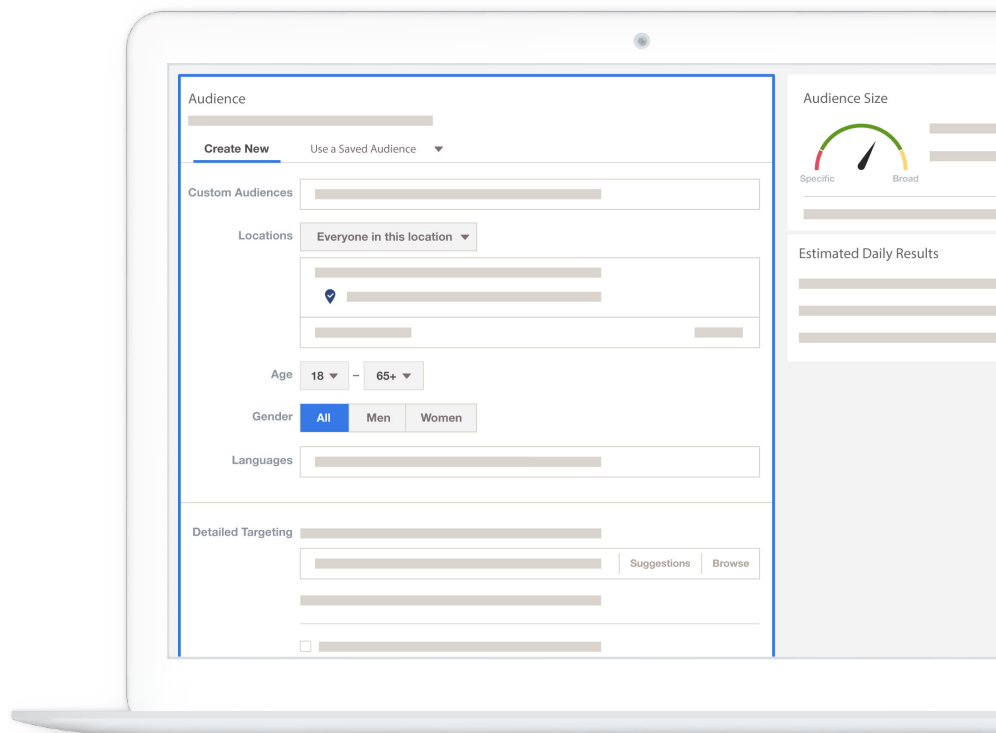 Audience
Create New Use a Saved Audience
Custom Audiences
Locations Everyone in this location
Age 18 – 65+
Gender All Men Women
Languages
Detailed Targeting
Suggestions Browse
Audience Size
Specific Broad
Estimated Daily Results